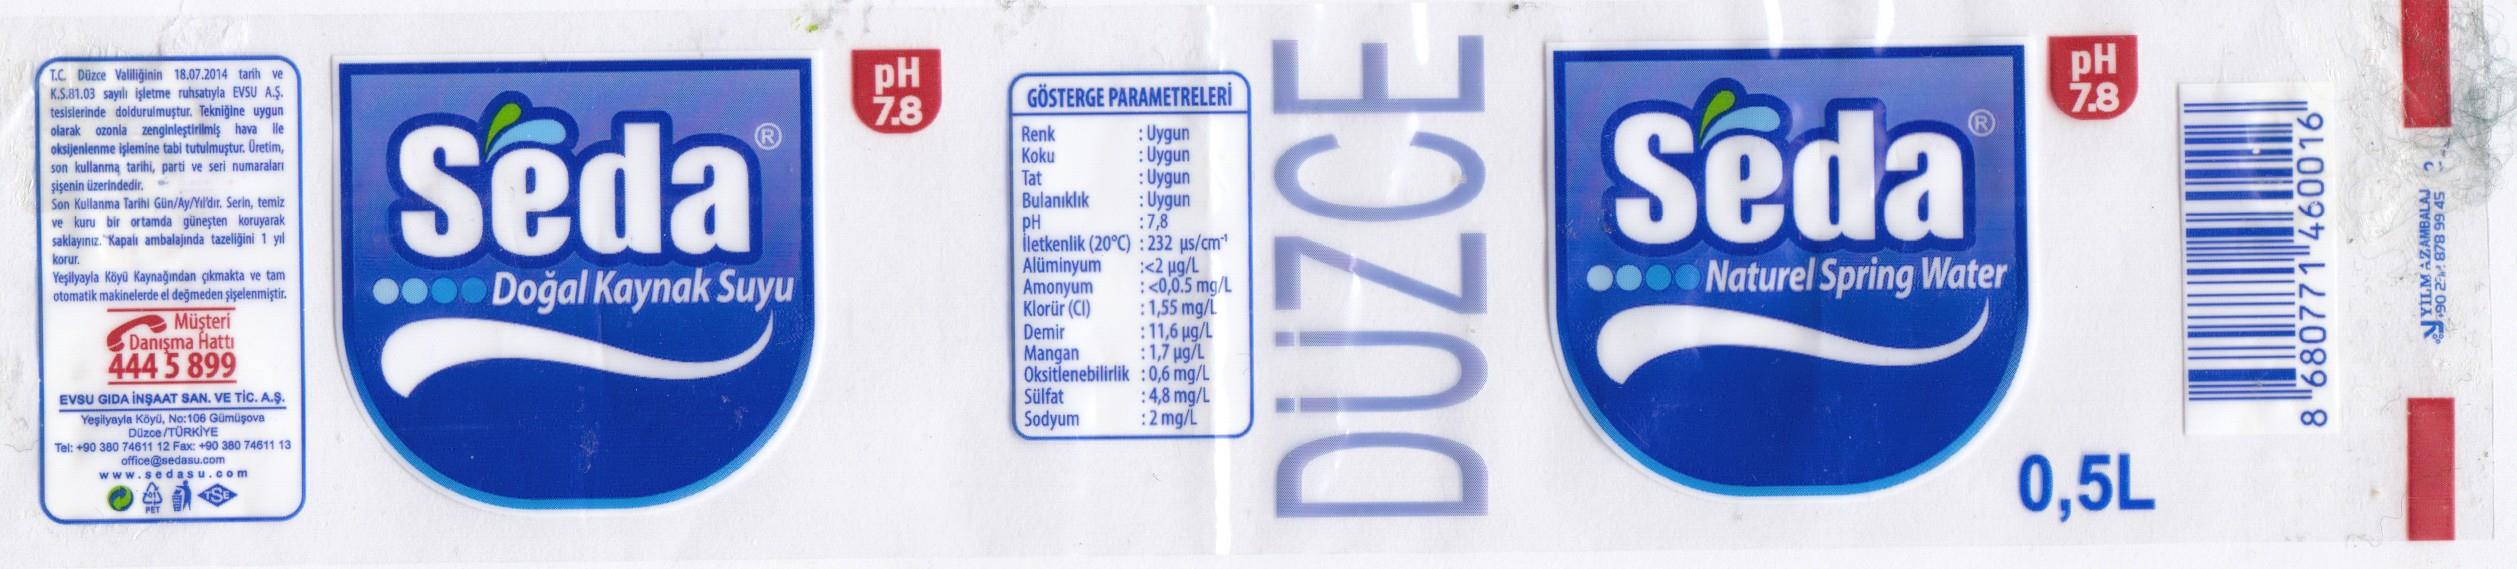 T.C. Düzce Valiliğinin 18.07.2014 tarih ve
K.S.81.03 sayılı işletme ruhsatıyla EVSU A.Ş.
tesislerinde doldurulmuştur. Tekniğine uygun
olarak ozonla zenginleştirilmiş hava ile
oksijenlenme işlemine tabi tutulmuştur. Üretim,
son kullanma tarihi, parti ve seri numaraları
şişenin üzerindedir.
Son Kullanma Tarihi Gün/Ay/Yıl'dır. Serin, temiz
ve kuru bir ortamda güneşten koruyarak
saklayınız. Kapalı ambalajında tazeliğini 1 yıl
korur.
Yeşilyayla Köyü Kaynağından çıkmakta ve tam
otomatik makinelerde el değmeden şişelenmiştir.
Müşteri
Danışma Hattı
444 5 899
EVSU GIDA İNŞAAT SAN. VE TİC. A.Ş.
Yeşilyayla Köyü, No:106 Gümüşova
Düzce/TÜRKİYE
Tel: +90 380 74611 12 Fax: +90 380 74611 13
office@sedasu.com
www.sedasu.com
01
PET
TSE
Seda ®
Doğal Kaynak Suyu
pH
7.8
GÖSTERGE PARAMETRELERİ
Renk : Uygun
Koku : Uygun
Tat : Uygun
Bulanıklık : Uygun
pH : 7,8
İletkenlik (20°C) : 232 µs/cm⁻¹
Alüminyum :<2 µg/L
Amonyum : <0,0.5 mg/L
Klorür (Cl) : 1,55 mg/L
Demir : 11,6 µg/L
Mangan : 1,7 µg/L
Oksitlenebilirlik : 0,6 mg/L
Sülfat : 4,8 mg/L
Sodyum : 2 mg/L
DÜZCE
Seda ®
Naturel Spring Water
pH
7.8
0,5L
8 680771 460016
YILMAZ AMBALAJ
878 99 45